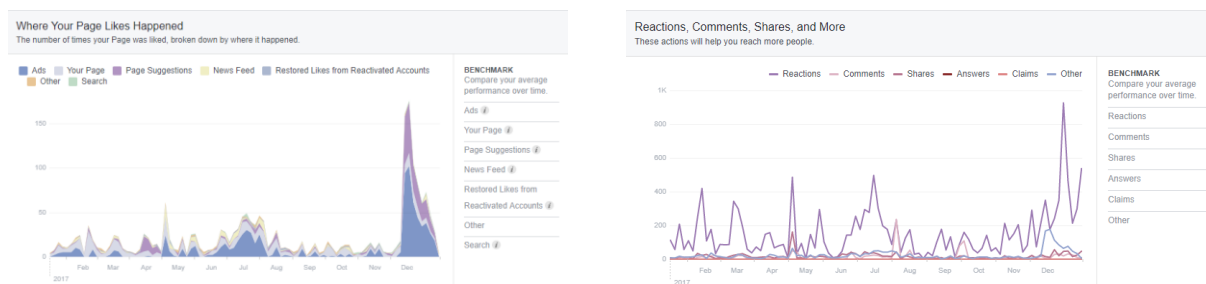 Where Your Page Likes Happened
The number of times your Page was liked, broken down by where it happened.
Ads Your Page Page Suggestions News Feed Restored Likes from Reactivated Accounts
Other Search
150
100
50
0
Feb Mar Apr May Jun Jul Aug Sep Oct Nov Dec
2017
BENCHMARK
Compare your average
performance over time.
Ads i
Your Page i
Page Suggestions i
News Feed i
Restored Likes from
Reactivated Accounts i
Other
Search i
Reactions, Comments, Shares, and More
These actions will help you reach more people.
Reactions Comments Shares Answers Claims Other
1K
800
600
400
200
0
Feb Mar Apr May Jun Jul Aug Sep Oct Nov Dec
2017
BENCHMARK
Compare your average
performance over time.
Reactions
Comments
Shares
Answers
Claims
Other